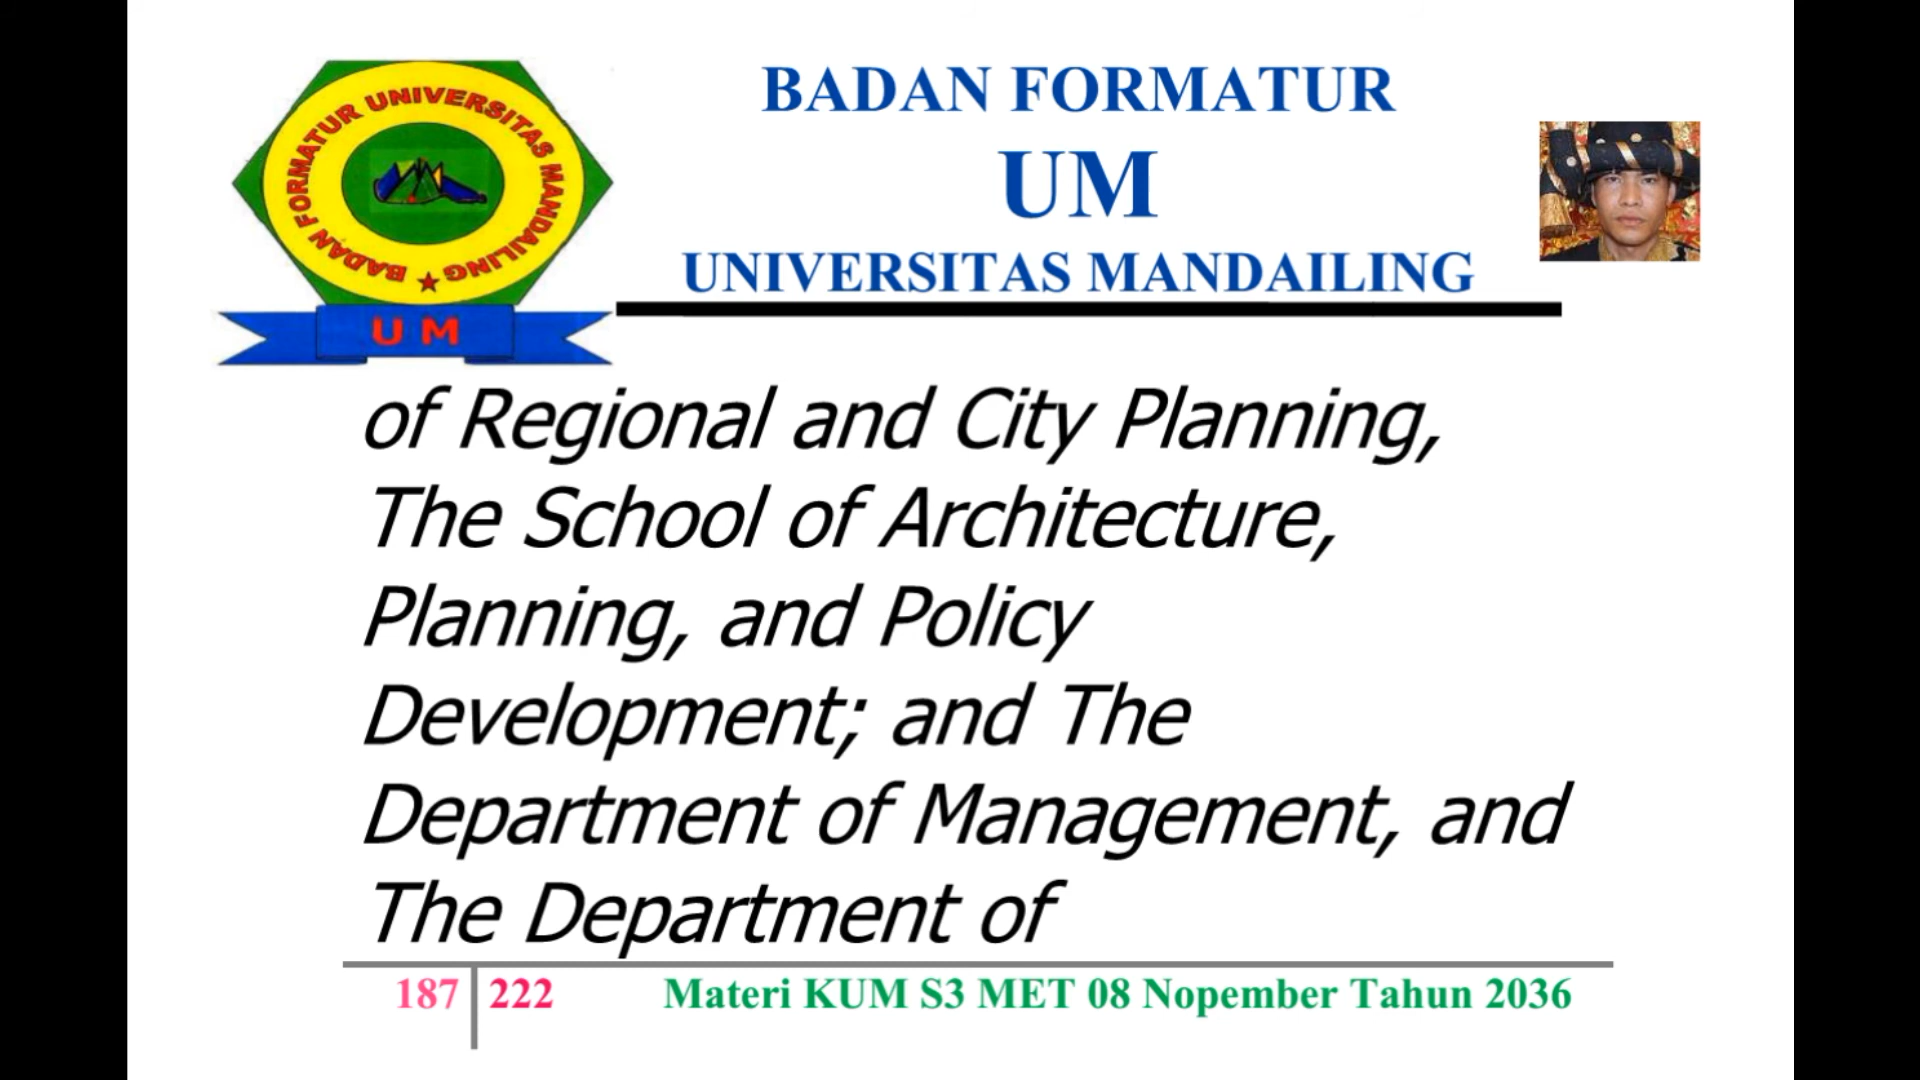 BADAN FORMATUR UNIVERSITAS MANDAILING
UM
BADAN FORMATUR
UM
UNIVERSITAS MANDAILING
of Regional and City Planning,
The School of Architecture,
Planning, and Policy
Development; and The
Department of Management, and
The Department of
187 222 Materi KUM S3 MET 08 Nopember Tahun 2036